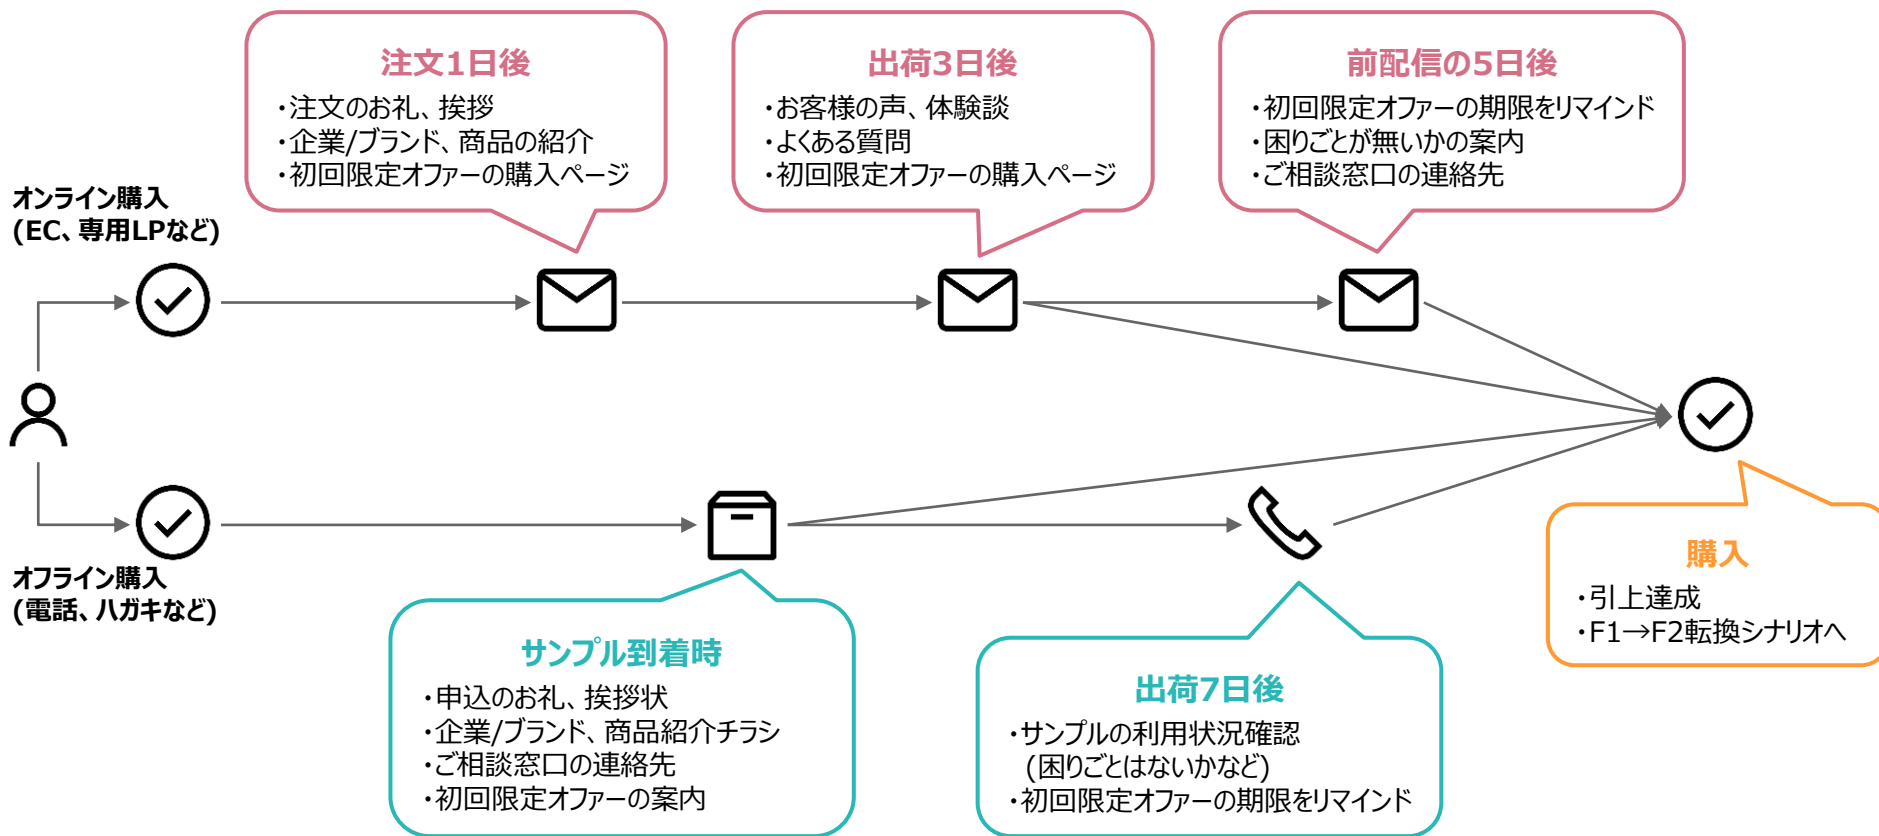 注文1日後
・注文のお礼、挨拶
・企業/ブランド、商品の紹介
・初回限定オファーの購入ページ
出荷3日後
・お客様の声、体験談
・よくある質問
・初回限定オファーの購入ページ
前配信の5日後
・初回限定オファーの期限をリマインド
・困りごとが無いかの案内
・ご相談窓口の連絡先
オンライン購入
(EC、専用LPなど)
オフライン購入
(電話、ハガキなど)
サンプル到着時
・申込のお礼、挨拶状
・企業/ブランド、商品紹介チラシ
・ご相談窓口の連絡先
・初回限定オファーの案内
出荷7日後
・サンプルの利用状況確認
(困りごとはないかなど)
・初回限定オファーの期限をリマインド
購入
・引上達成
・F1→F2転換シナリオへ